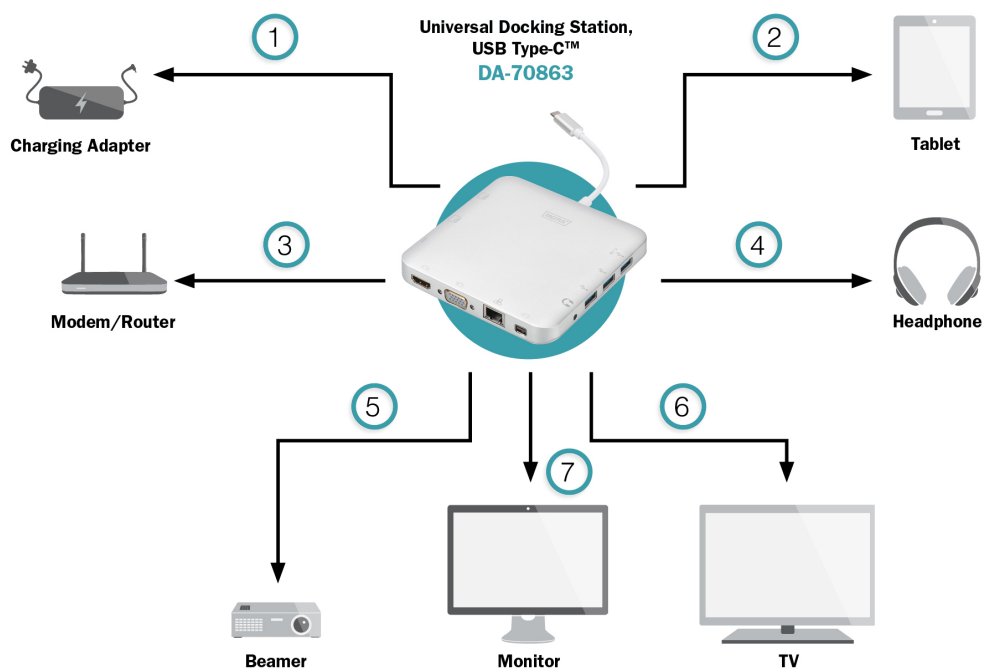 Universal Docking Station,
USB Type-C™
DA-70863
1
2
Charging Adapter
Tablet
3
4
Modem/Router
Headphone
5
6
7
Beamer
Monitor
TV